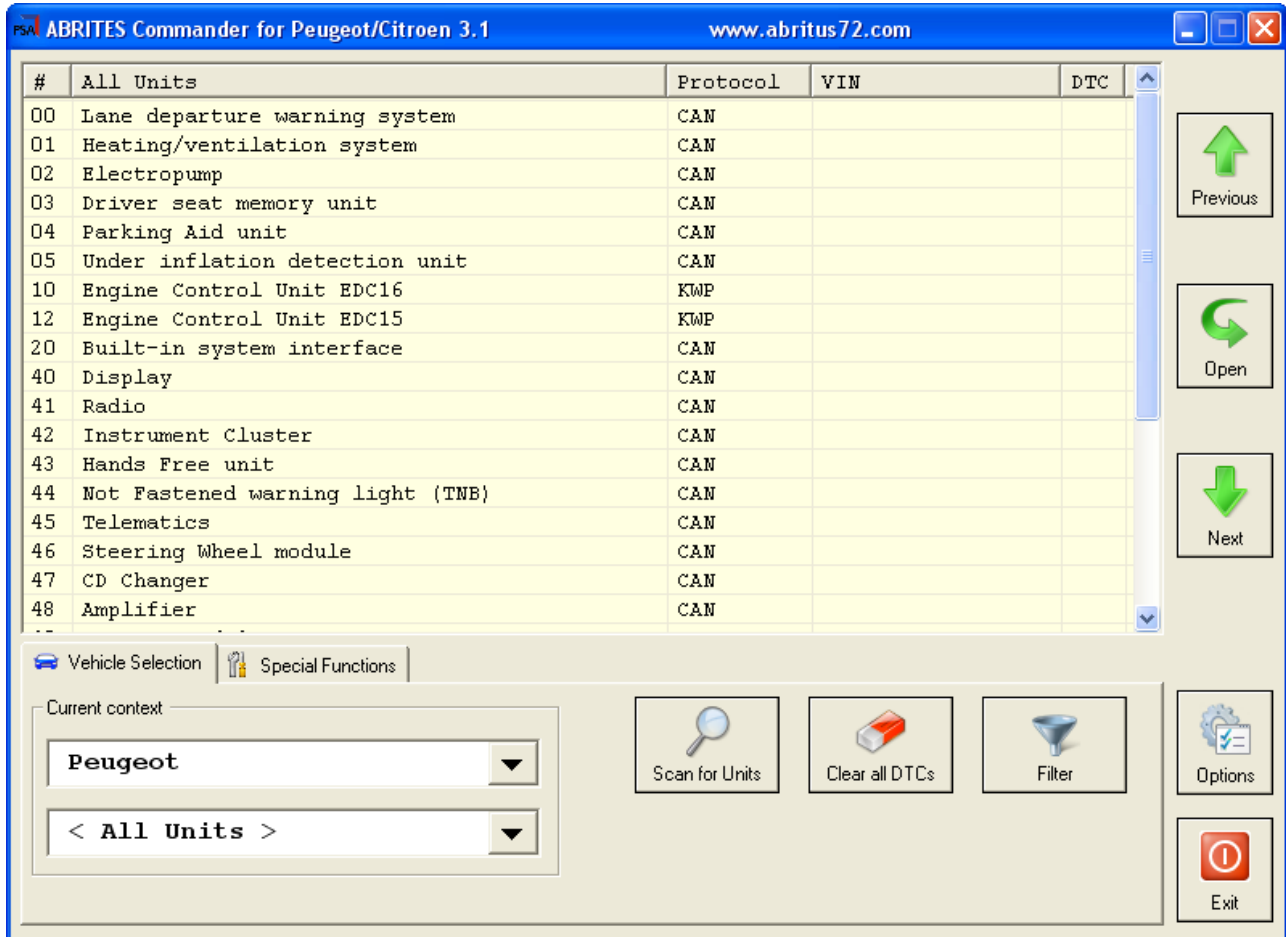 PSA ABRITES Commander for Peugeot/Citroen 3.1 www.abritus72.com
# All Units Protocol VIN DTC
00 Lane departure warning system CAN
01 Heating/ventilation system CAN
02 Electropump CAN
03 Driver seat memory unit CAN
04 Parking Aid unit CAN
05 Under inflation detection unit CAN
10 Engine Control Unit EDC16 KWP
12 Engine Control Unit EDC15 KWP
20 Built-in system interface CAN
40 Display CAN
41 Radio CAN
42 Instrument Cluster CAN
43 Hands Free unit CAN
44 Not Fastened warning light (TNB) CAN
45 Telematics CAN
46 Steering Wheel module CAN
47 CD Changer CAN
48 Amplifier CAN
Previous
Open
Next
Vehicle Selection Special Functions
Current context
Peugeot
< All Units >
Scan for Units Clear all DTCs Filter
Options
Exit